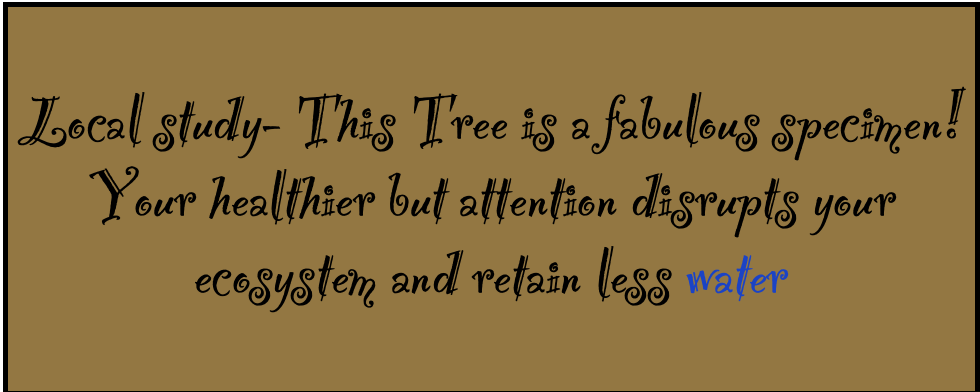 Local study- This Tree is a fabulous specimen!
Your healthier but attention disrupts your
ecosystem and retain less water